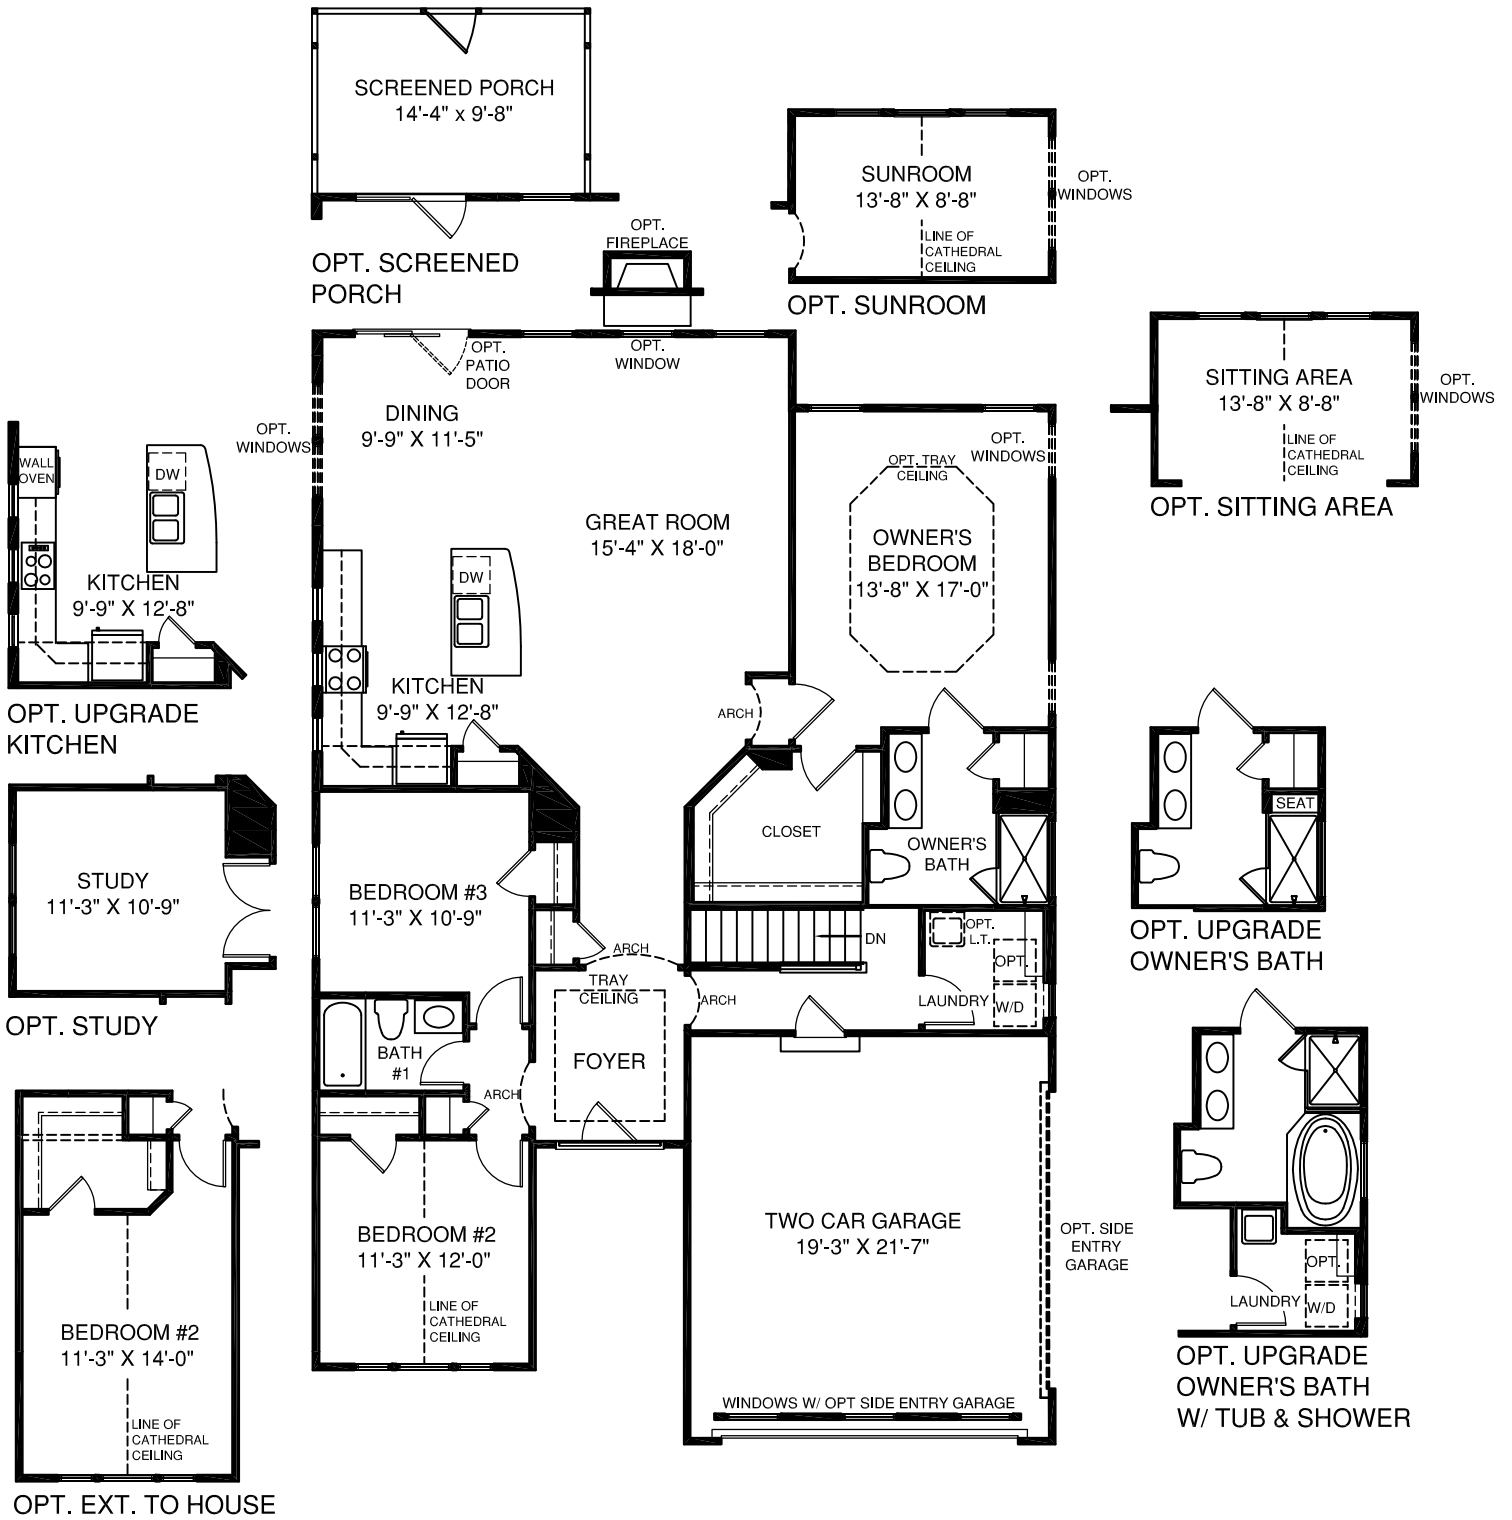 SCREENED PORCH
14'-4" x 9'-8"
OPT. SCREENED
PORCH
OPT.
FIREPLACE
SUNROOM
13'-8" X 8'-8"
LINE OF
CATHEDRAL
CEILING
OPT.
WINDOWS
OPT. SUNROOM
SITTING AREA
13'-8" X 8'-8"
LINE OF
CATHEDRAL
CEILING
OPT.
WINDOWS
OPT. SITTING AREA
WALL
OVEN
DW
KITCHEN
9'-9" X 12'-8"
OPT. UPGRADE
KITCHEN
OPT.
PATIO
DOOR
OPT.
WINDOW
DINING
9'-9" X 11'-5"
OPT.
WINDOWS
GREAT ROOM
15'-4" X 18'-0"
DW
KITCHEN
9'-9" X 12'-8"
OPT.
WINDOWS
OPT. TRAY
CEILING
OWNER'S
BEDROOM
13'-8" X 17'-0"
ARCH
CLOSET
OWNER'S
BATH
SEAT
OPT. UPGRADE
OWNER'S BATH
STUDY
11'-3" X 10'-9"
OPT. STUDY
BEDROOM #3
11'-3" X 10'-9"
ARCH
TRAY
CEILING
ARCH
DN
OPT.
L.T.
OPT.
LAUNDRY
W/D
BATH
#1
FOYER
ARCH
BEDROOM #2
11'-3" X 12'-0"
LINE OF
CATHEDRAL
CEILING
TWO CAR GARAGE
19'-3" X 21'-7"
OPT. SIDE
ENTRY
GARAGE
WINDOWS W/ OPT SIDE ENTRY GARAGE
BEDROOM #2
11'-3" X 14'-0"
LINE OF
CATHEDRAL
CEILING
OPT. EXT. TO HOUSE
OPT.
LAUNDRY
W/D
OPT. UPGRADE
OWNER'S BATH
W/ TUB & SHOWER